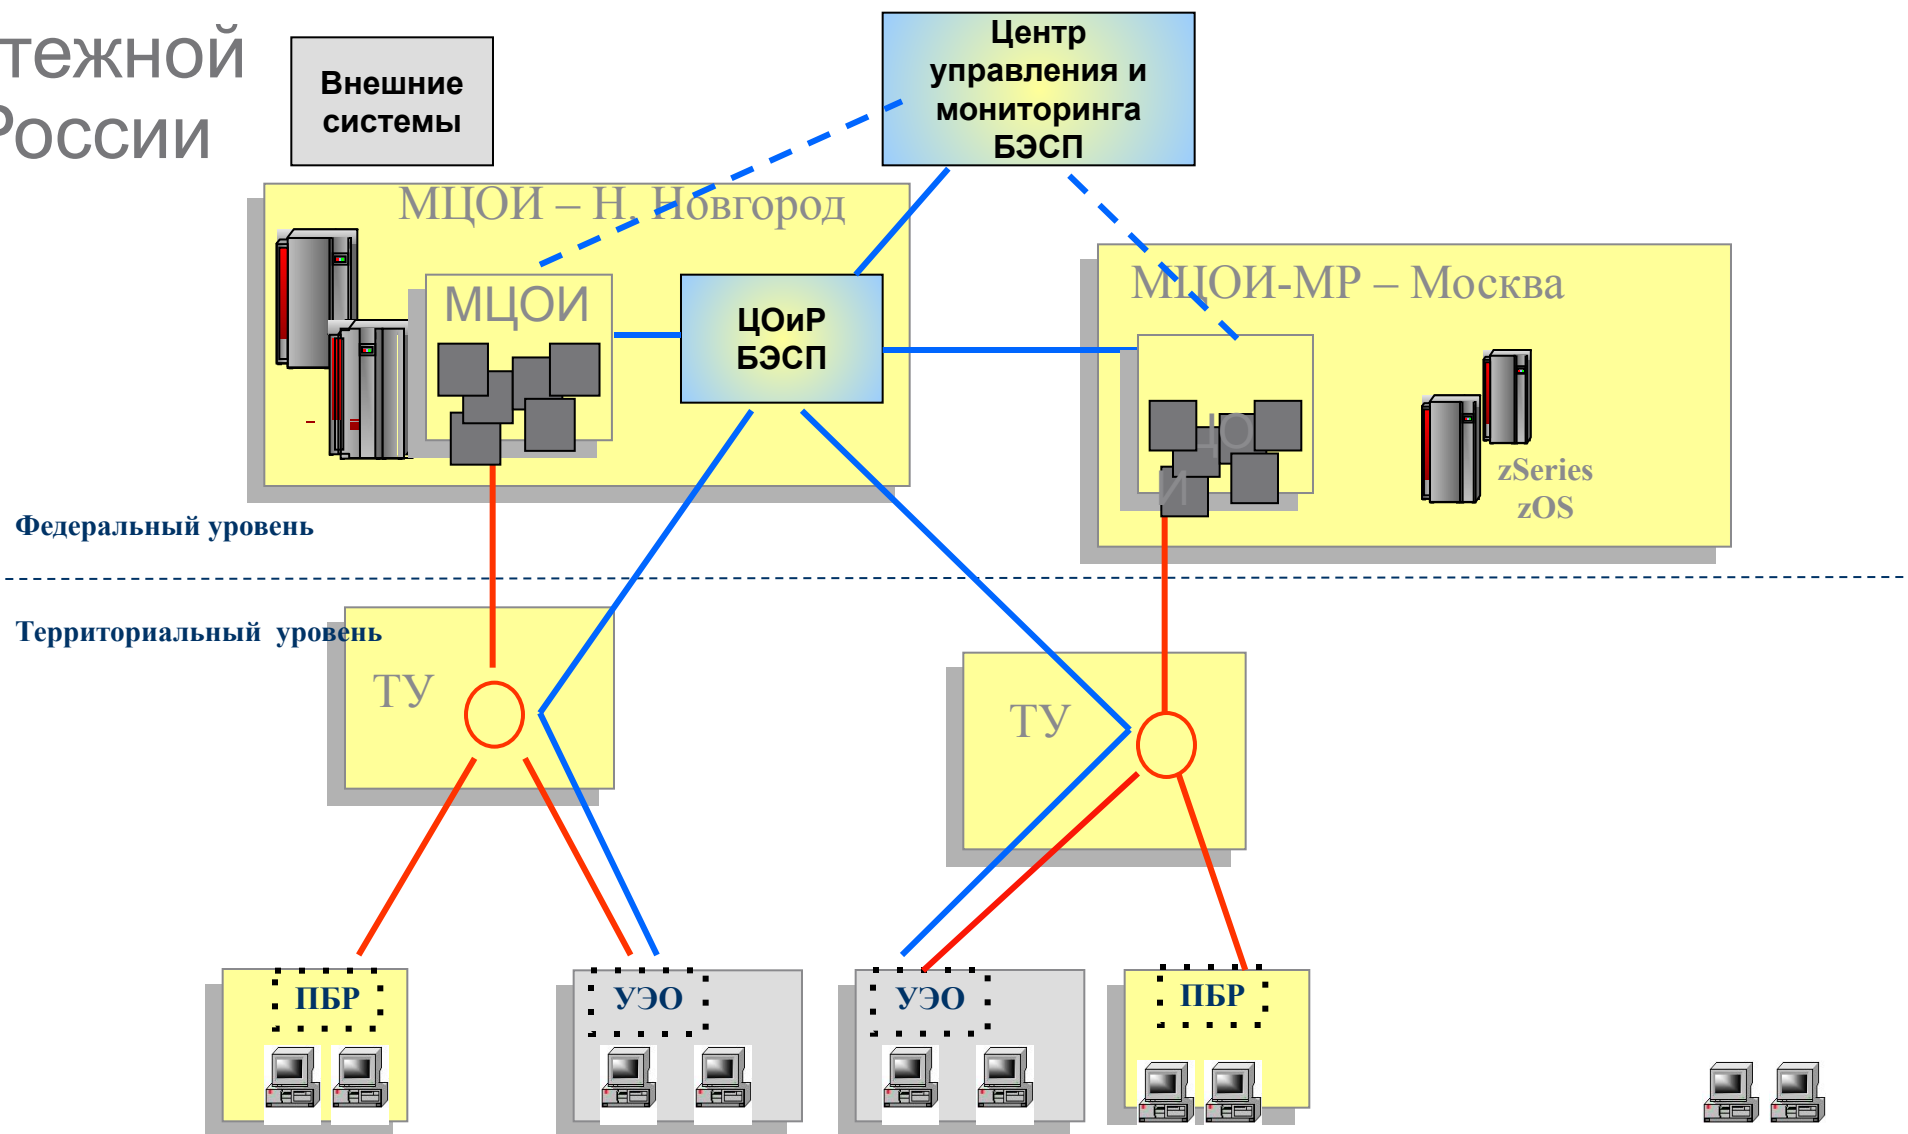 тежной
России
Внешние
системы
Центр
управления и
мониторинга
БЭСП
МЦОИ – Н. Новгород
МЦОИ
ЦОиР
БЭСП
МЦОИ-МР – Москва
ЦО
И
zSeries
zOS
Федеральный уровень
Территориальный уровень
ТУ
ТУ
ПБР
УЭО
УЭО
ПБР